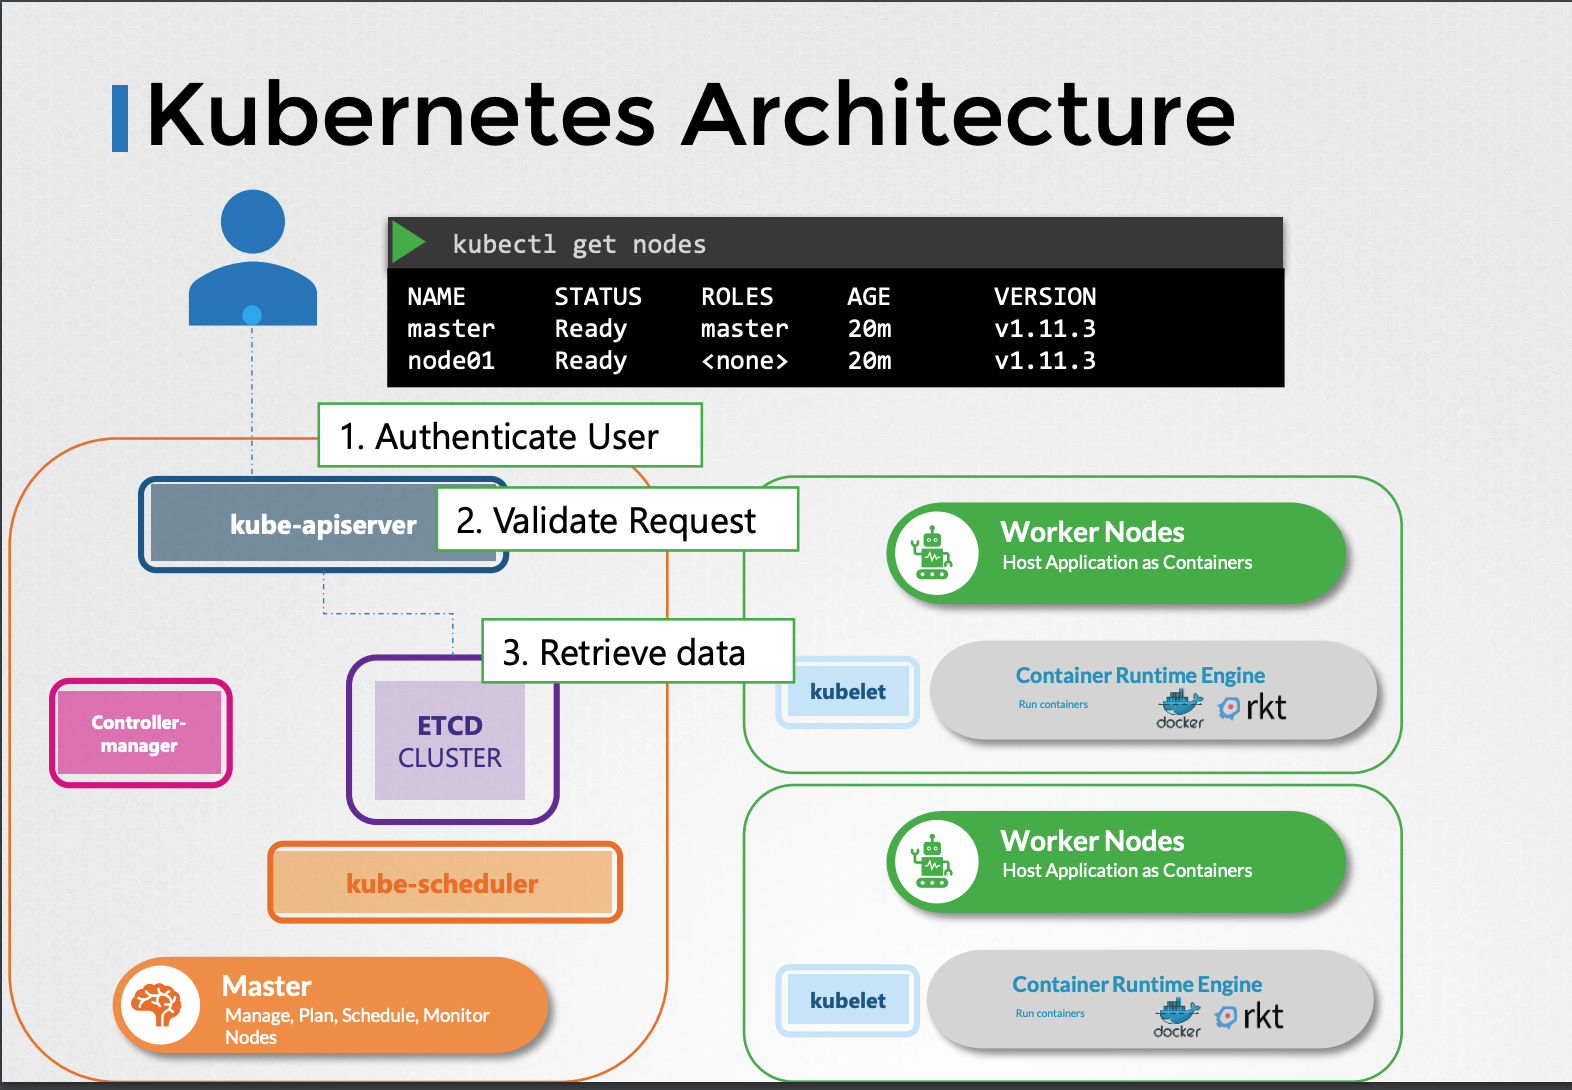 Kubernetes Architecture
kubectl get nodes
NAME STATUS ROLES AGE VERSION
master Ready master 20m v1.11.3
node01 Ready <none> 20m v1.11.3
1. Authenticate User
kube-apiserver
2. Validate Request
3. Retrieve data
Controller-
manager
ETCD
CLUSTER
kube-scheduler
Master
Manage, Plan, Schedule, Monitor
Nodes
Worker Nodes
Host Application as Containers
kubelet
Container Runtime Engine
Run containers
docker
rkt
Worker Nodes
Host Application as Containers
kubelet
Container Runtime Engine
Run containers
docker
rkt